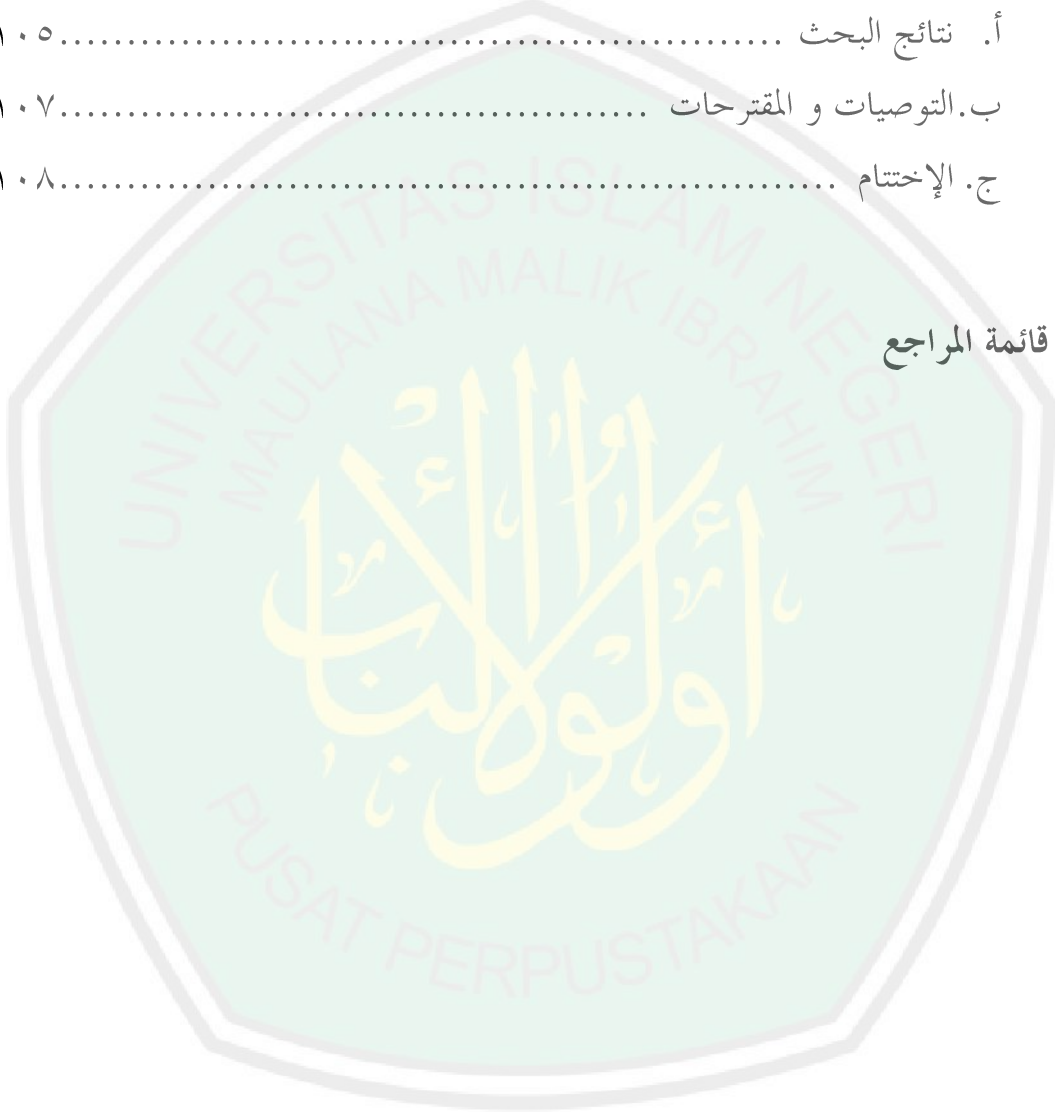 أ. نتائج البحث ......................................................١٠٥
ب.التوصيات و المقترحات ............................................١٠٧
ج. الإختتام ..........................................................١٠٨
قائمة المراجع
UNIVERSITAS ISLAM NEGERI
MAULANA MALIK IBRAHIM
أولوا الألباب
PUSAT PERPUSTAKAAN